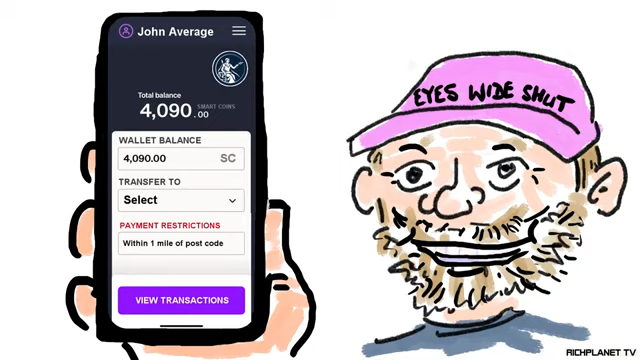 John Average
Total balance
4,090.00 SMART COINS
WALLET BALANCE
4,090.00 SC
TRANSFER TO
Select
PAYMENT RESTRICTIONS
Within 1 mile of post code
VIEW TRANSACTIONS
EYES WIDE SHUT
RICHPLANET TV